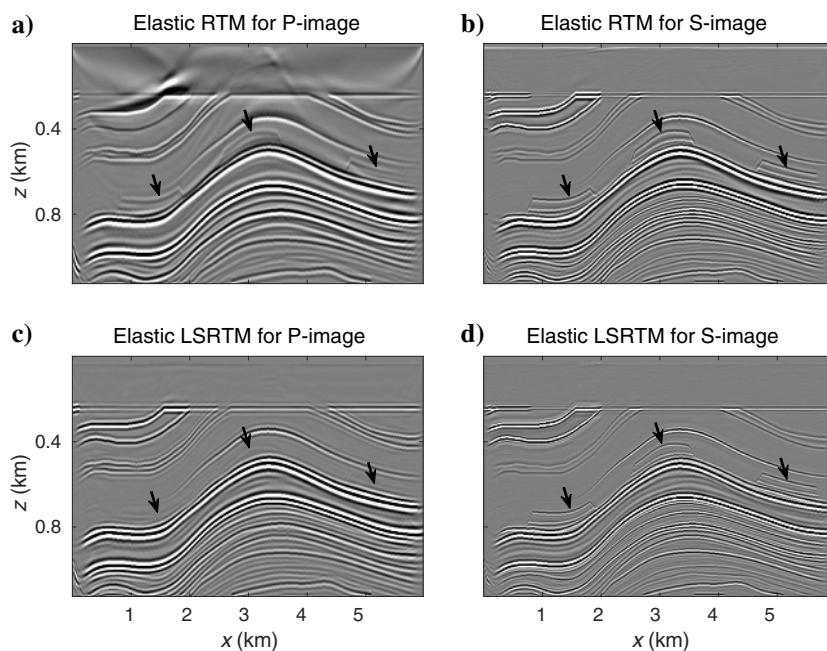 a) Elastic RTM for P-image
b) Elastic RTM for S-image
0.4
0.8
z (km)
c) Elastic LSRTM for P-image
d) Elastic LSRTM for S-image
0.4
0.8
z (km)
1 2 3 4 5
x (km)
1 2 3 4 5
x (km)